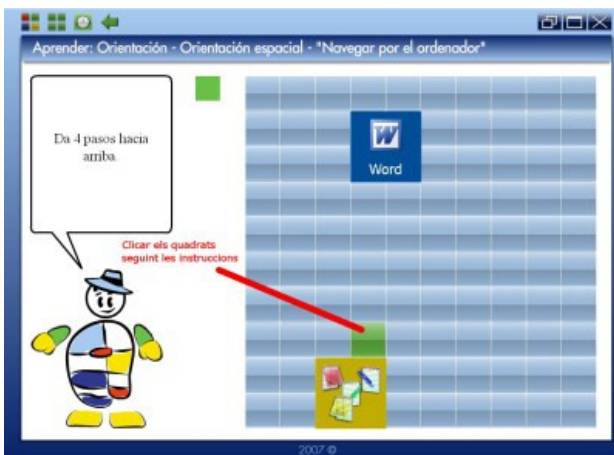 Aprender: Orientación - Orientación espacial - "Navegar por el ordenador"
Da 4 pasos hacia
arriba.
Word
Clicar els quadrats
seguint les instruccions
2007 ©